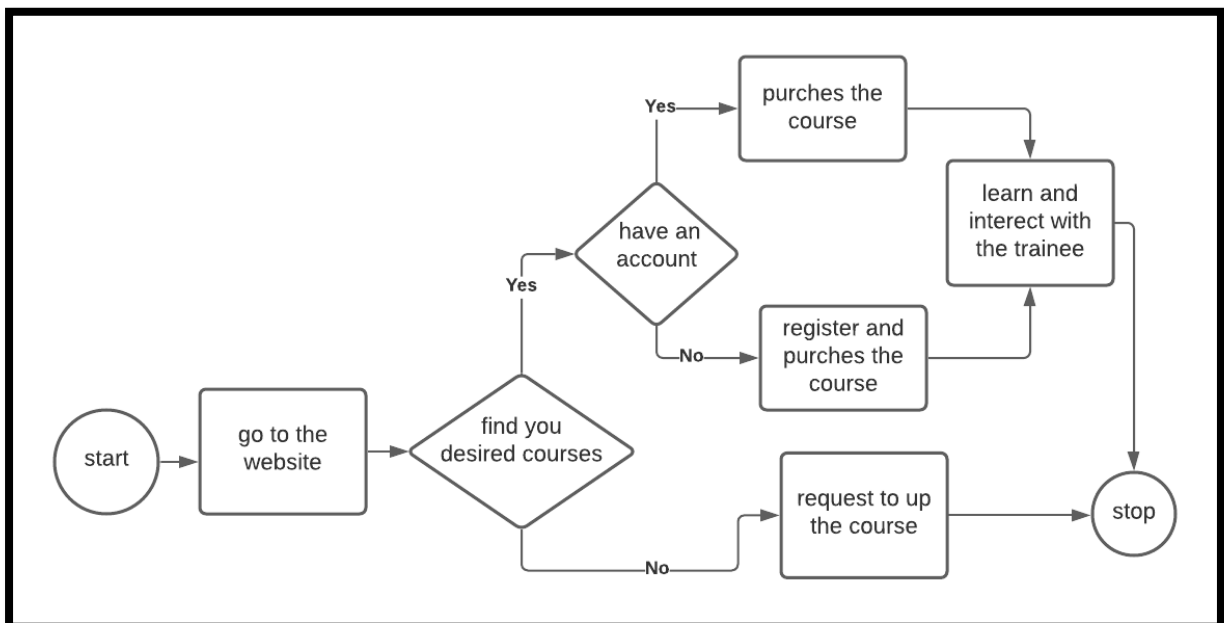 start
go to the
website
find you
desired courses
Yes
have an
account
Yes
purches the
course
No
register and
purches the
course
learn and
interect with
the trainee
No
request to up
the course
stop